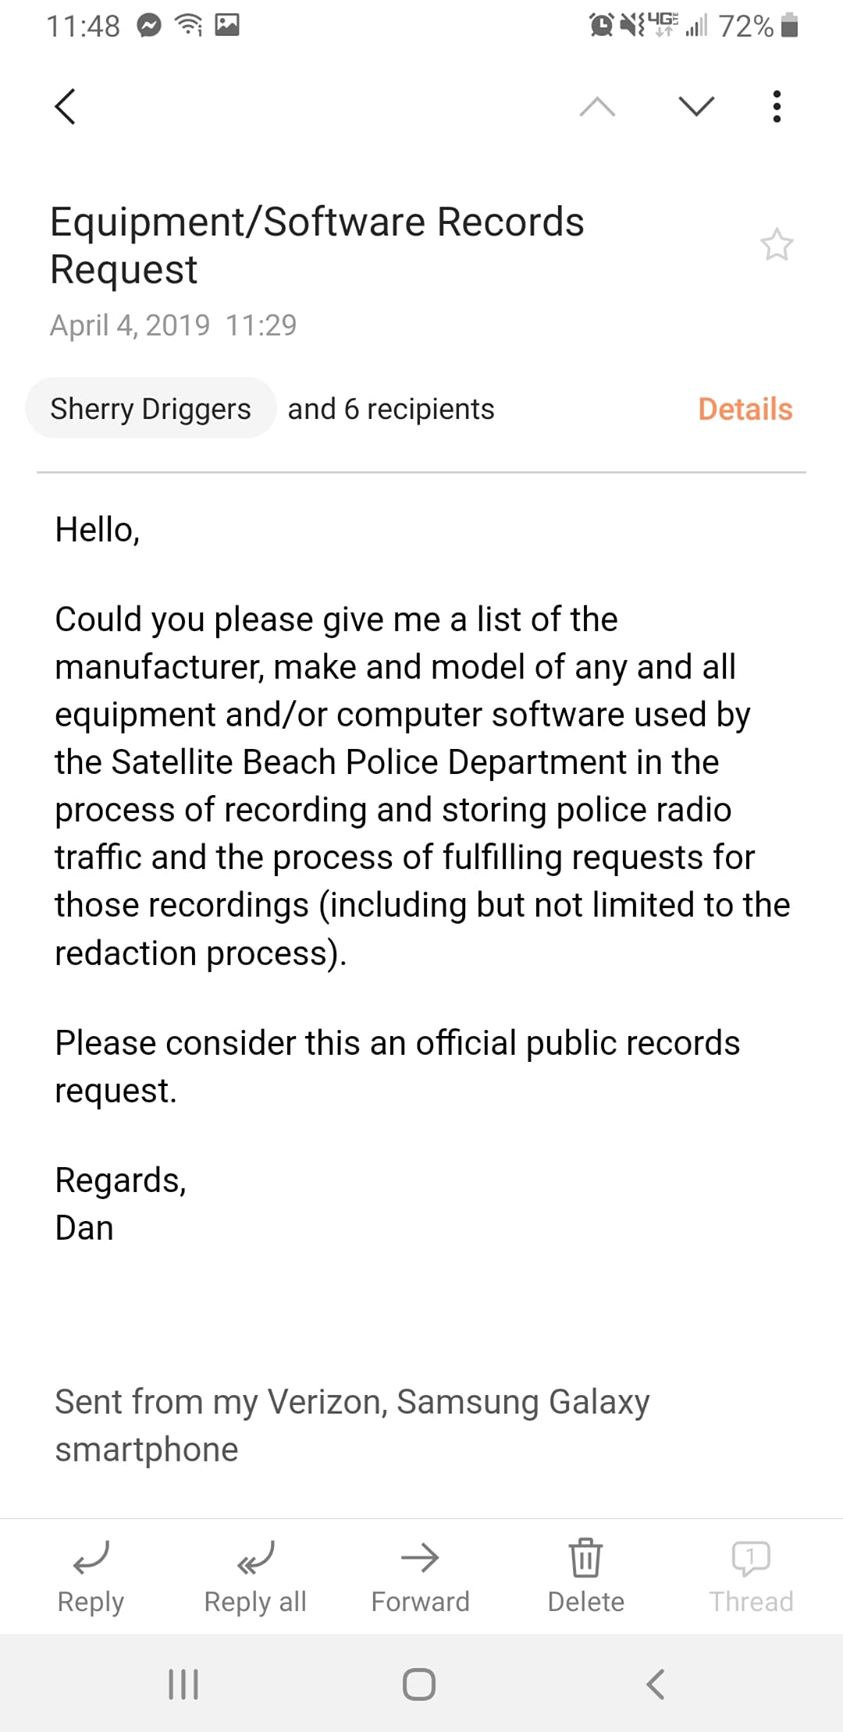 11:48 4GE 72%
Equipment/Software Records
Request
April 4, 2019 11:29
Sherry Driggers and 6 recipients Details
Hello,
Could you please give me a list of the
manufacturer, make and model of any and all
equipment and/or computer software used by
the Satellite Beach Police Department in the
process of recording and storing police radio
traffic and the process of fulfilling requests for
those recordings (including but not limited to the
redaction process).
Please consider this an official public records
request.
Regards,
Dan
Sent from my Verizon, Samsung Galaxy
smartphone
1
Reply Reply all Forward Delete Thread